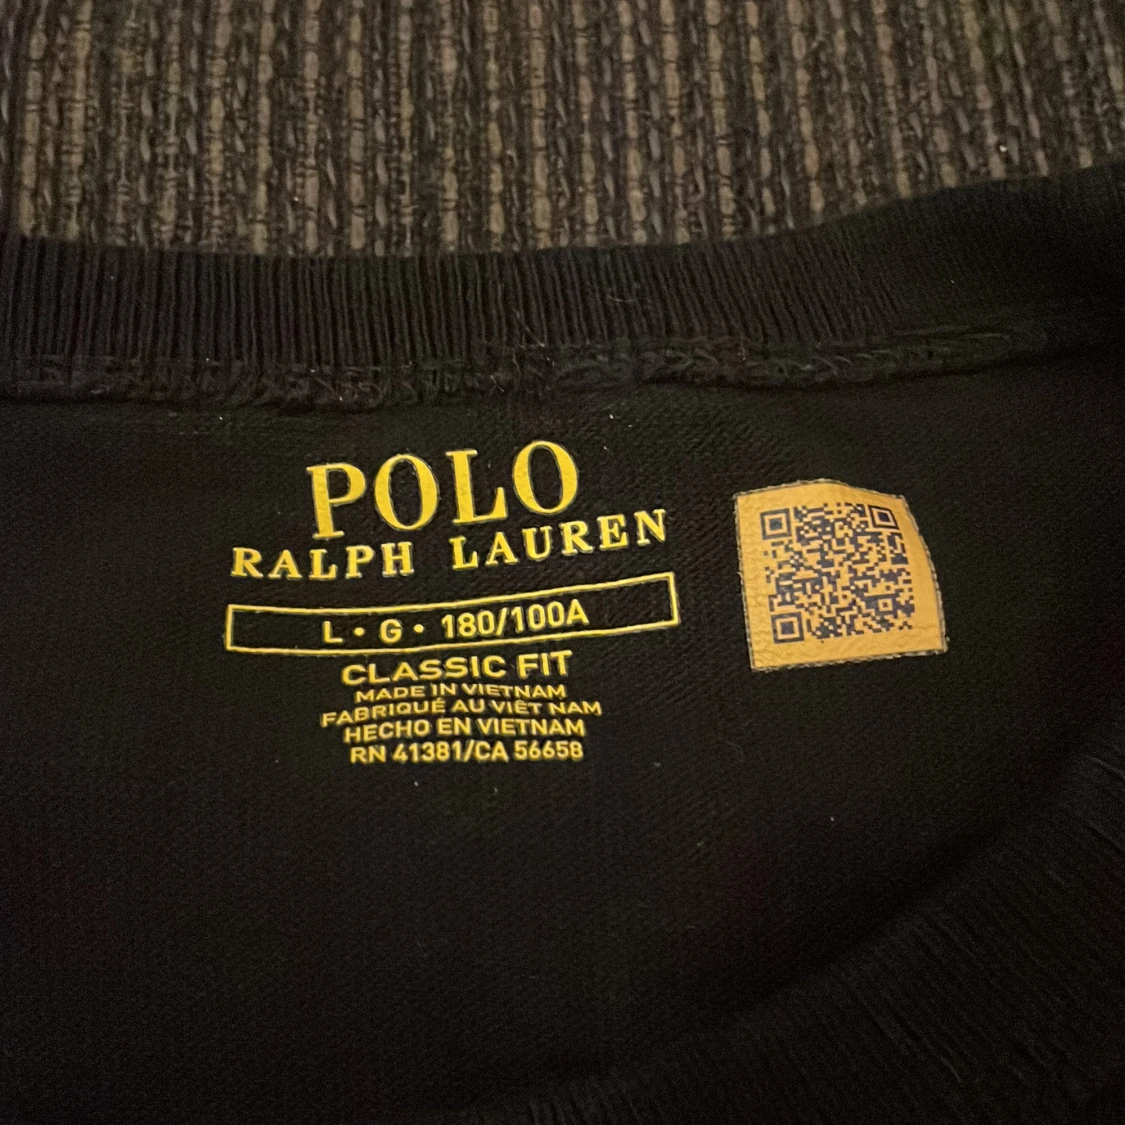 POLO
RALPH LAUREN
L • G • 180/100A
CLASSIC FIT
MADE IN VIETNAM
FABRIQUÉ AU VIÊT NAM
HECHO EN VIETNAM
RN 41381/CA 56658